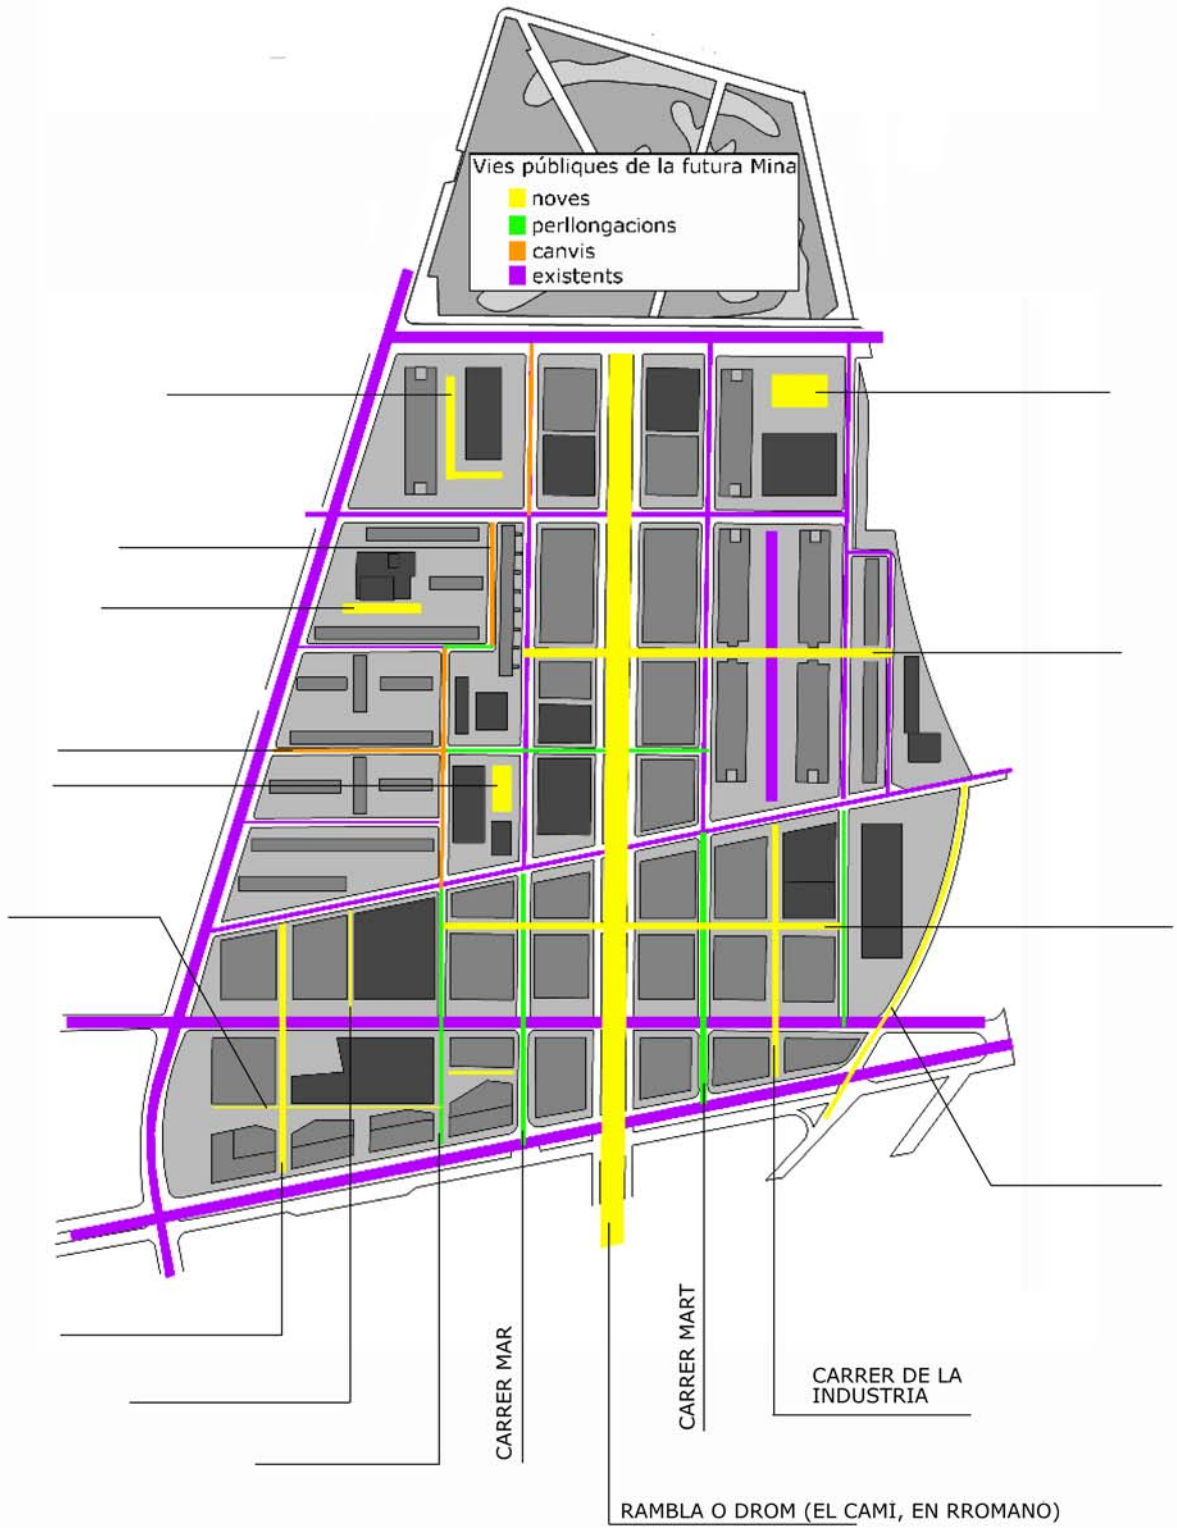 Vies públiques de la futura Mina
noves
perllongacions
canvis
existents
CARRER MAR
CARRER MART
CARRER DE LA
INDUSTRIA
RAMBLA O DROM (EL CAMÍ, EN RROMANO)